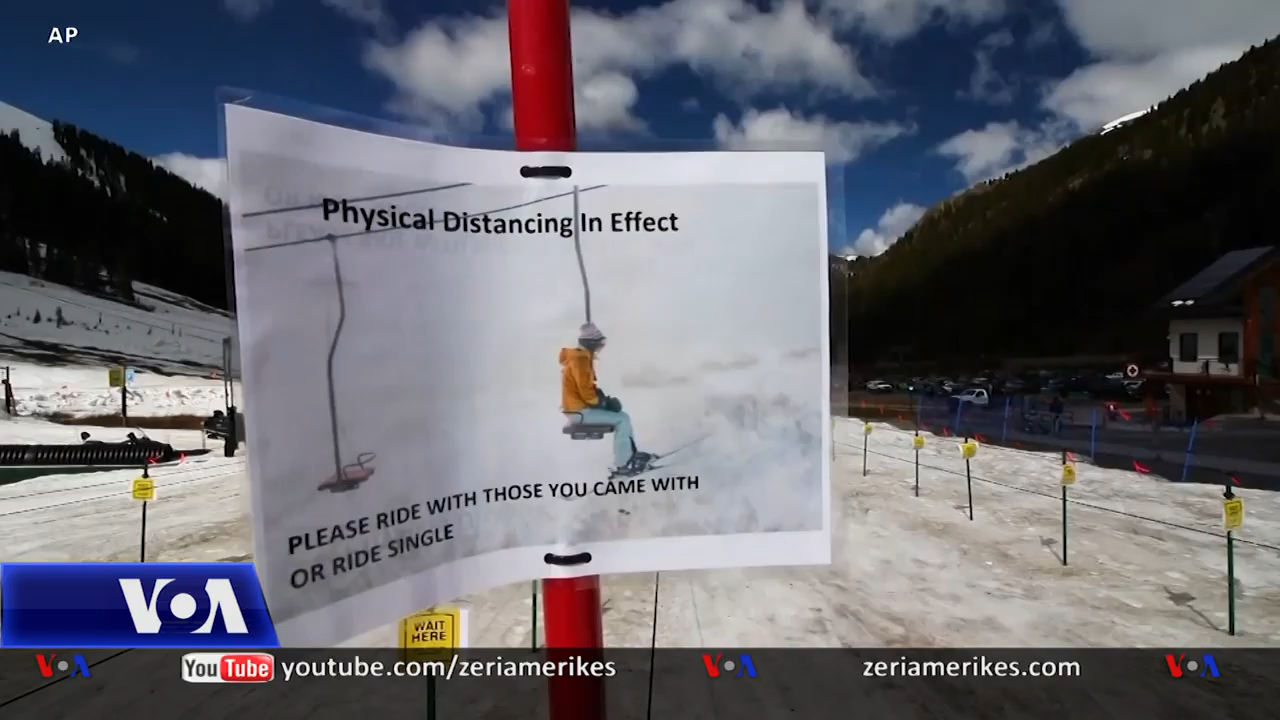 AP
Physical Distancing In Effect
PLEASE RIDE WITH THOSE YOU CAME WITH
OR RIDE SINGLE
WAIT
HERE
VOA
VOA YouTube youtube.com/zeriamerikes VOA zeriamerikes.com VOA